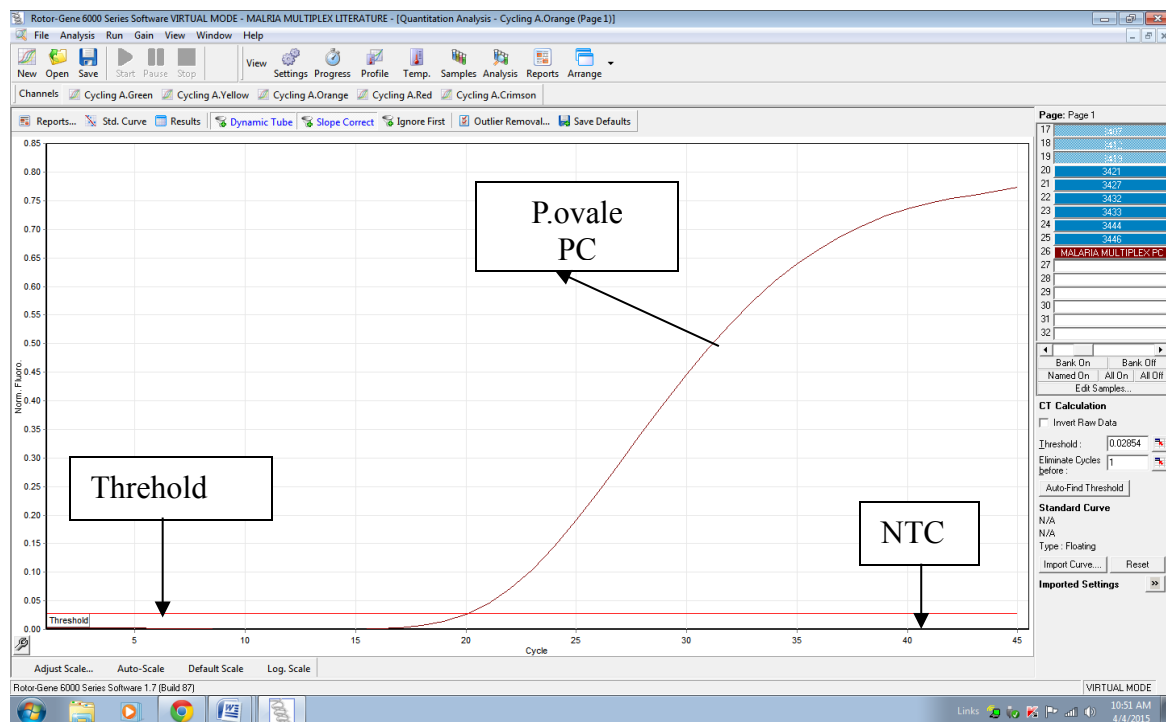 Rotor-Gene 6000 Series Software VIRTUAL MODE - MALRIA MULTIPLEX LITERATURE - [Quantitation Analysis - Cycling A.Orange (Page 1)]
File Analysis Run Gain View Window Help
New Open Save Start Pause Stop View Settings Progress Profile Temp. Samples Analysis Reports Arrange
Channels Cycling A.Green Cycling A.Yellow Cycling A.Orange Cycling A.Red Cycling A.Crimson
Reports... Std. Curve Results Dynamic Tube Slope Correct Ignore First Outlier Removal... Save Defaults
0.85
0.80
0.75
0.70
0.65
0.60
0.55
0.50
0.45
0.40
0.35
0.30
0.25
0.20
0.15
0.10
0.05
0.00
Norm. Fluoro.
P.ovale
PC
Threhold
NTC
Threshold
5 10 15 20 25 30 35 40 45
Cycle
Adjust Scale... Auto-Scale Default Scale Log. Scale
Page: Page 1
17 3407
18 3412
19 3419
20 3421
21 3427
22 3432
23 3433
24 3444
25 3446
26 MALARIA MULTIPLEX PC
27
28
29
30
31
32
Bank On Bank Off
Named On All On All Off
Edit Samples...
CT Calculation
Invert Raw Data
Threshold : 0.02854
Eliminate Cycles
before : 1
Auto-Find Threshold
Standard Curve
N/A
N/A
Type : Floating
Import Curve.... Reset
Imported Settings
Rotor-Gene 6000 Series Software 1.7 (Build 87) VIRTUAL MODE
Links 10:51 AM
4/4/2015